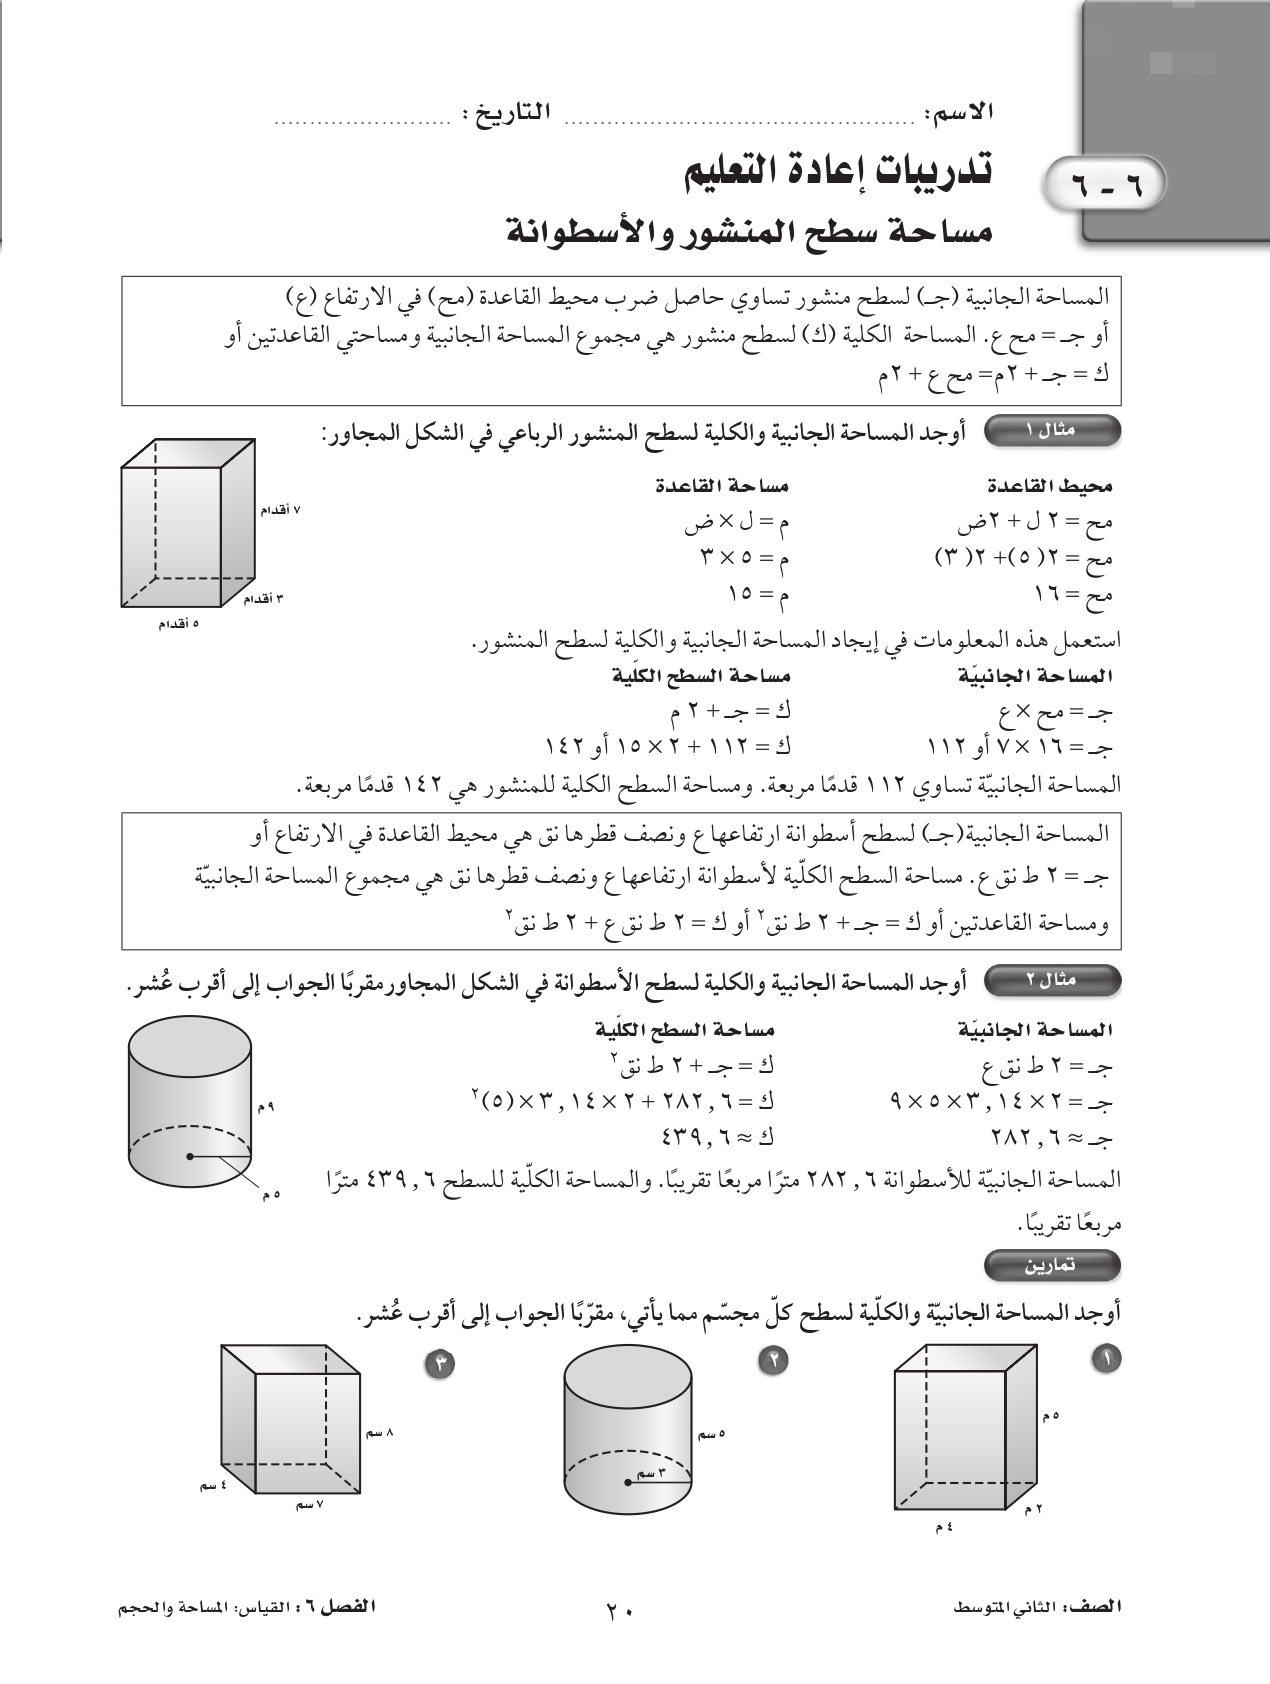 الاسم: ............................................... التاريخ : ........................
٦ - ٦
تدريبات إعادة التعليم
مساحة سطح المنشور والأسطوانة
المساحة الجانبية (جـ) لسطح منشور تساوي حاصل ضرب محيط القاعدة (مح) في الارتفاع (ع)
أو جـ = مح ع. المساحة الكلية (ك) لسطح منشور هي مجموع المساحة الجانبية ومساحتي القاعدتين أو
ك = جـ + ٢م = مح ع + ٢م
مثال ١ أوجد المساحة الجانبية والكلية لسطح المنشور الرباعي في الشكل المجاور:
محيط القاعدة
مح = ٢ ل + ٢ض
مح = ٢( ٥) + ٢( ٣)
مح = ١٦
مساحة القاعدة
م = ل × ض
م = ٥ × ٣
م = ١٥
٧ أقدام
٣ أقدام
٥ أقدام
استعمل هذه المعلومات في إيجاد المساحة الجانبية والكلية لسطح المنشور.
المساحة الجانبيّة
جـ = مح × ع
جـ = ١٦ × ٧ أو ١١٢
مساحة السطح الكلّية
ك = جـ + ٢ م
ك = ١١٢ + ٢ × ١٥ أو ١٤٢
المساحة الجانبيّة تساوي ١١٢ قدمًا مربعة. ومساحة السطح الكلية للمنشور هي ١٤٢ قدمًا مربعة.
المساحة الجانبية(جـ) لسطح أسطوانة ارتفاعها ع ونصف قطرها نق هي محيط القاعدة في الارتفاع أو
جـ = ٢ ط نق ع. مساحة السطح الكلّية لأسطوانة ارتفاعها ع ونصف قطرها نق هي مجموع المساحة الجانبيّة
ومساحة القاعدتين أو ك = جـ + ٢ ط نق٢ أو ك = ٢ ط نق ع + ٢ ط نق٢
مثال ٢ أوجد المساحة الجانبية والكلية لسطح الأسطوانة في الشكل المجاورمقربًا الجواب إلى أقرب عُشر.
المساحة الجانبيّة
جـ = ٢ ط نق ع
جـ = ٢ × ٣,١٤ × ٥ × ٩
جـ ≈ ٢٨٢,٦
مساحة السطح الكلّية
ك = جـ + ٢ ط نق٢
ك = ٢٨٢,٦ + ٢ × ٣,١٤ × (٥)٢
ك ≈ ٤٣٩,٦
٩ م
٥ م
المساحة الجانبيّة للأسطوانة ٢٨٢,٦ مترًا مربعًا تقريبًا. والمساحة الكلّية للسطح ٤٣٩,٦ مترًا
مربعًا تقريبًا.
تمارين
أوجد المساحة الجانبيّة والكلّية لسطح كلّ مجسّم مما يأتي، مقرّبًا الجواب إلى أقرب عُشر.
١
٥ م
٢ م
٤ م
٢
٥ سم
٣ سم
٣
٨ سم
٤ سم
٧ سم
الصف: الثاني المتوسط
٢٠
الفصل ٦ : القياس: المساحة والحجم